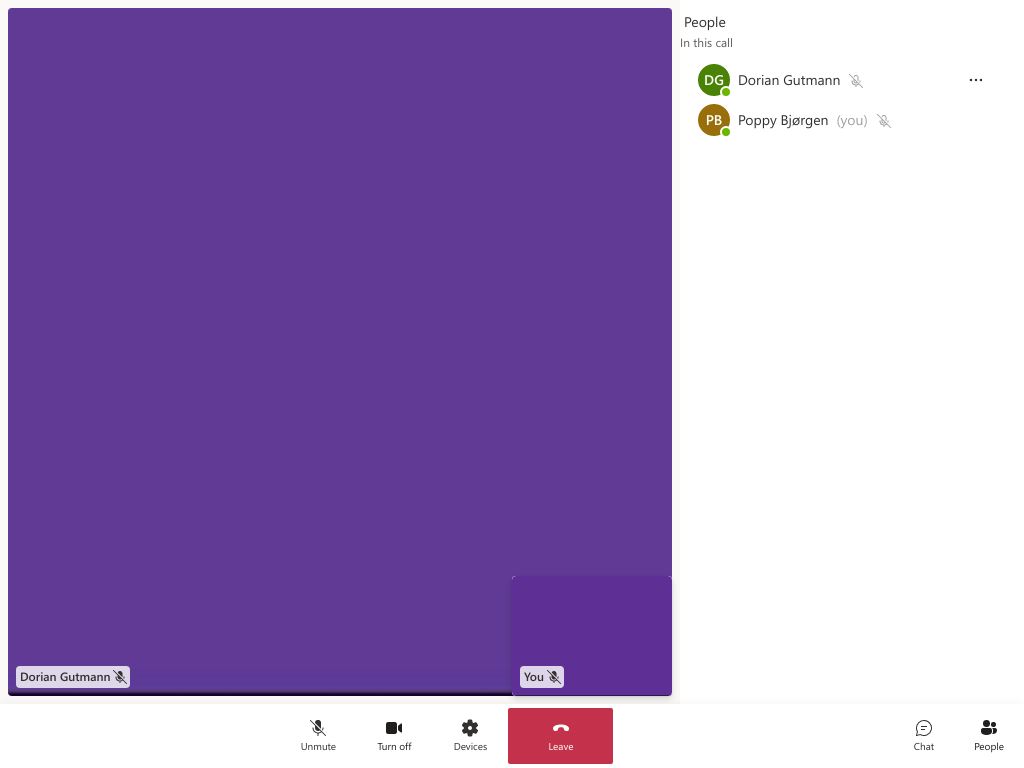 People
In this call
DG Dorian Gutmann
PB Poppy Bjørgen (you)
Dorian Gutmann
You
Unmute
Turn off
Devices
Leave
Chat
People